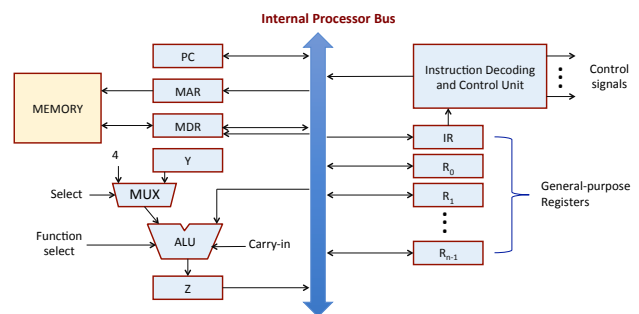 Internal Processor Bus
PC
MAR
MEMORY
MDR
4
Y
Select
MUX
Function
select
ALU
Carry-in
Z
Instruction Decoding
and Control Unit
Control
signals
IR
R0
R1
Rn-1
General-purpose
Registers